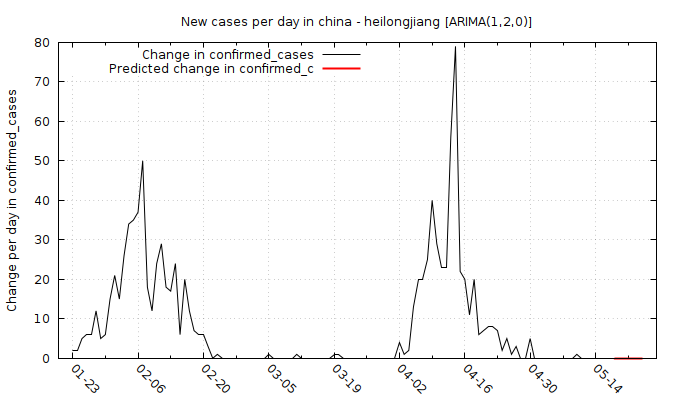 New cases per day in china - heilongjiang [ARIMA(1,2,0)]
Change in confirmed_cases
Predicted change in confirmed_c
Change per day in confirmed_cases
80
70
60
50
40
30
20
10
0
01-23 02-06 02-20 03-05 03-19 04-02 04-16 04-30 05-14